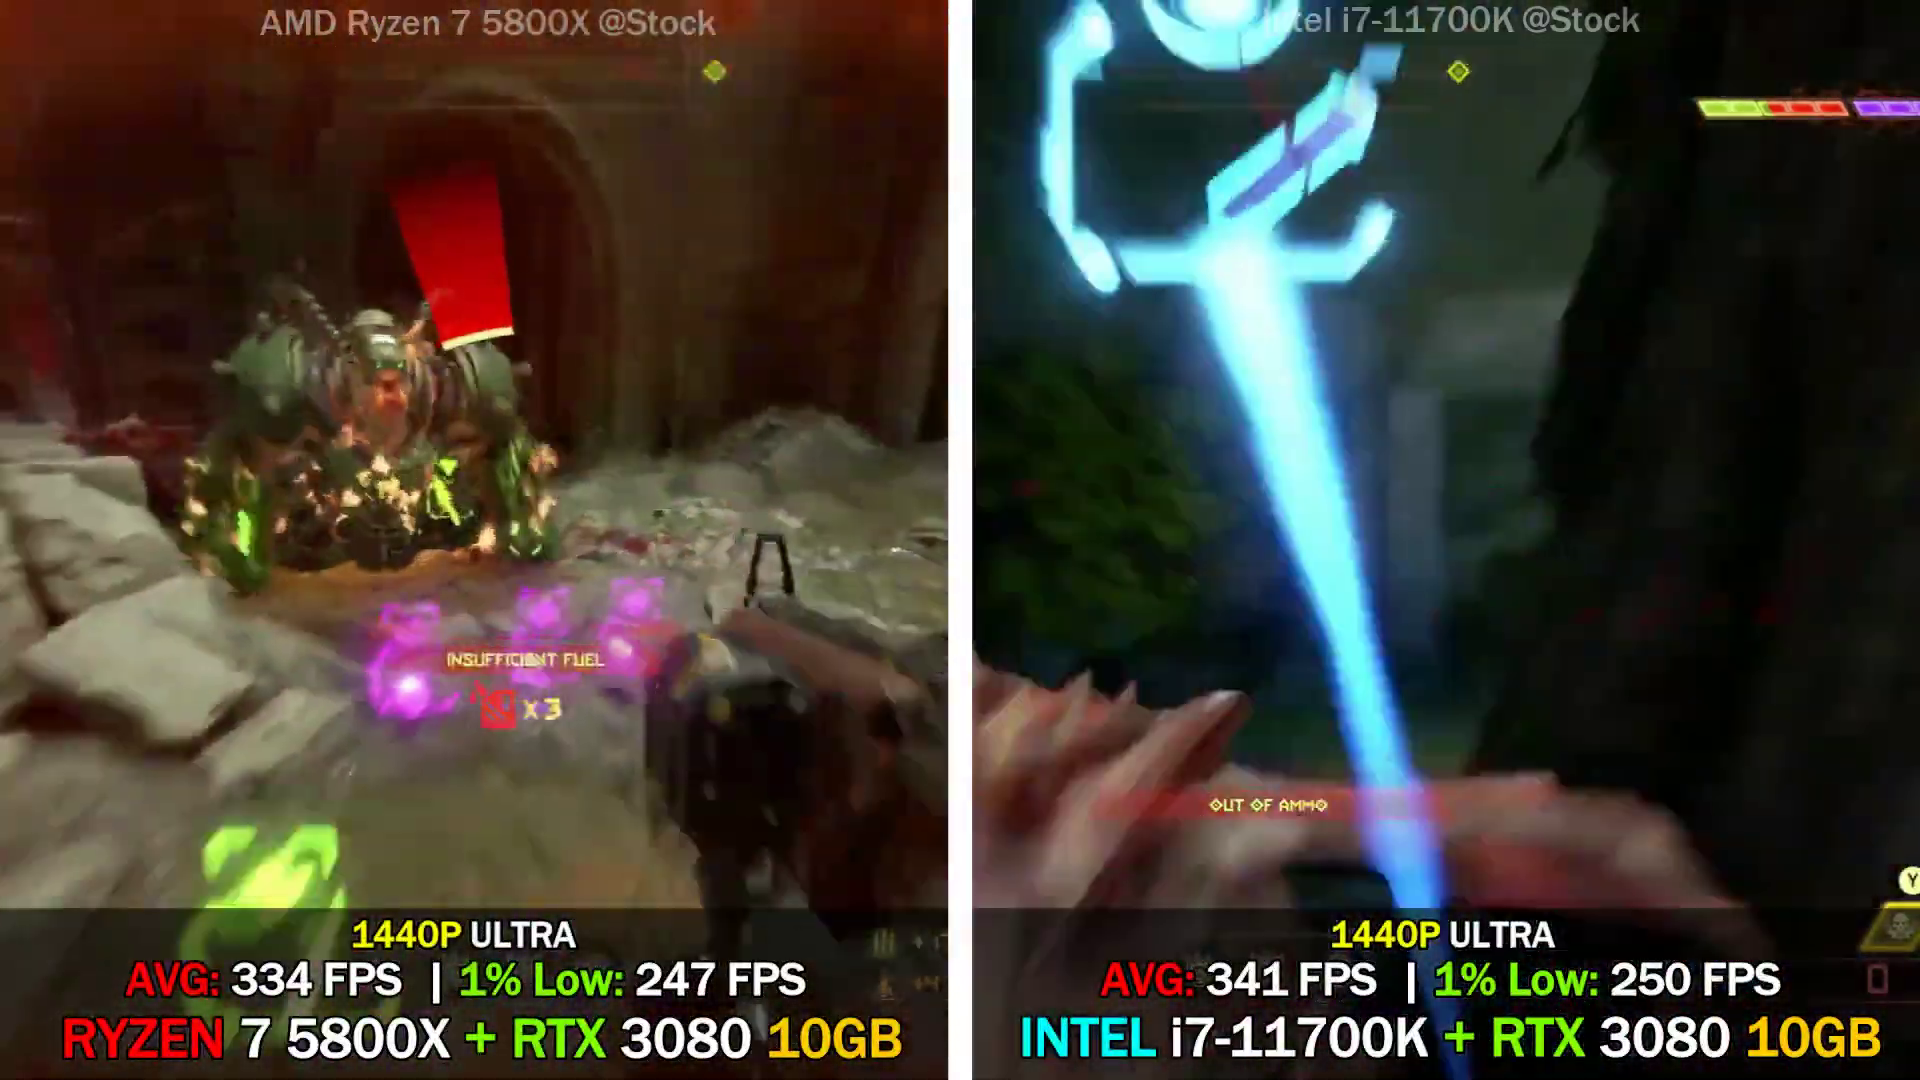 AMD Ryzen 7 5800X @Stock
INSUFFICIENT FUEL
x3
1440P ULTRA
AVG: 334 FPS | 1% Low: 247 FPS
RYZEN 7 5800X + RTX 3080 10GB
Intel i7-11700K @Stock
OUT OF AMMO
Y
0
1440P ULTRA
AVG: 341 FPS | 1% Low: 250 FPS
INTEL i7-11700K + RTX 3080 10GB